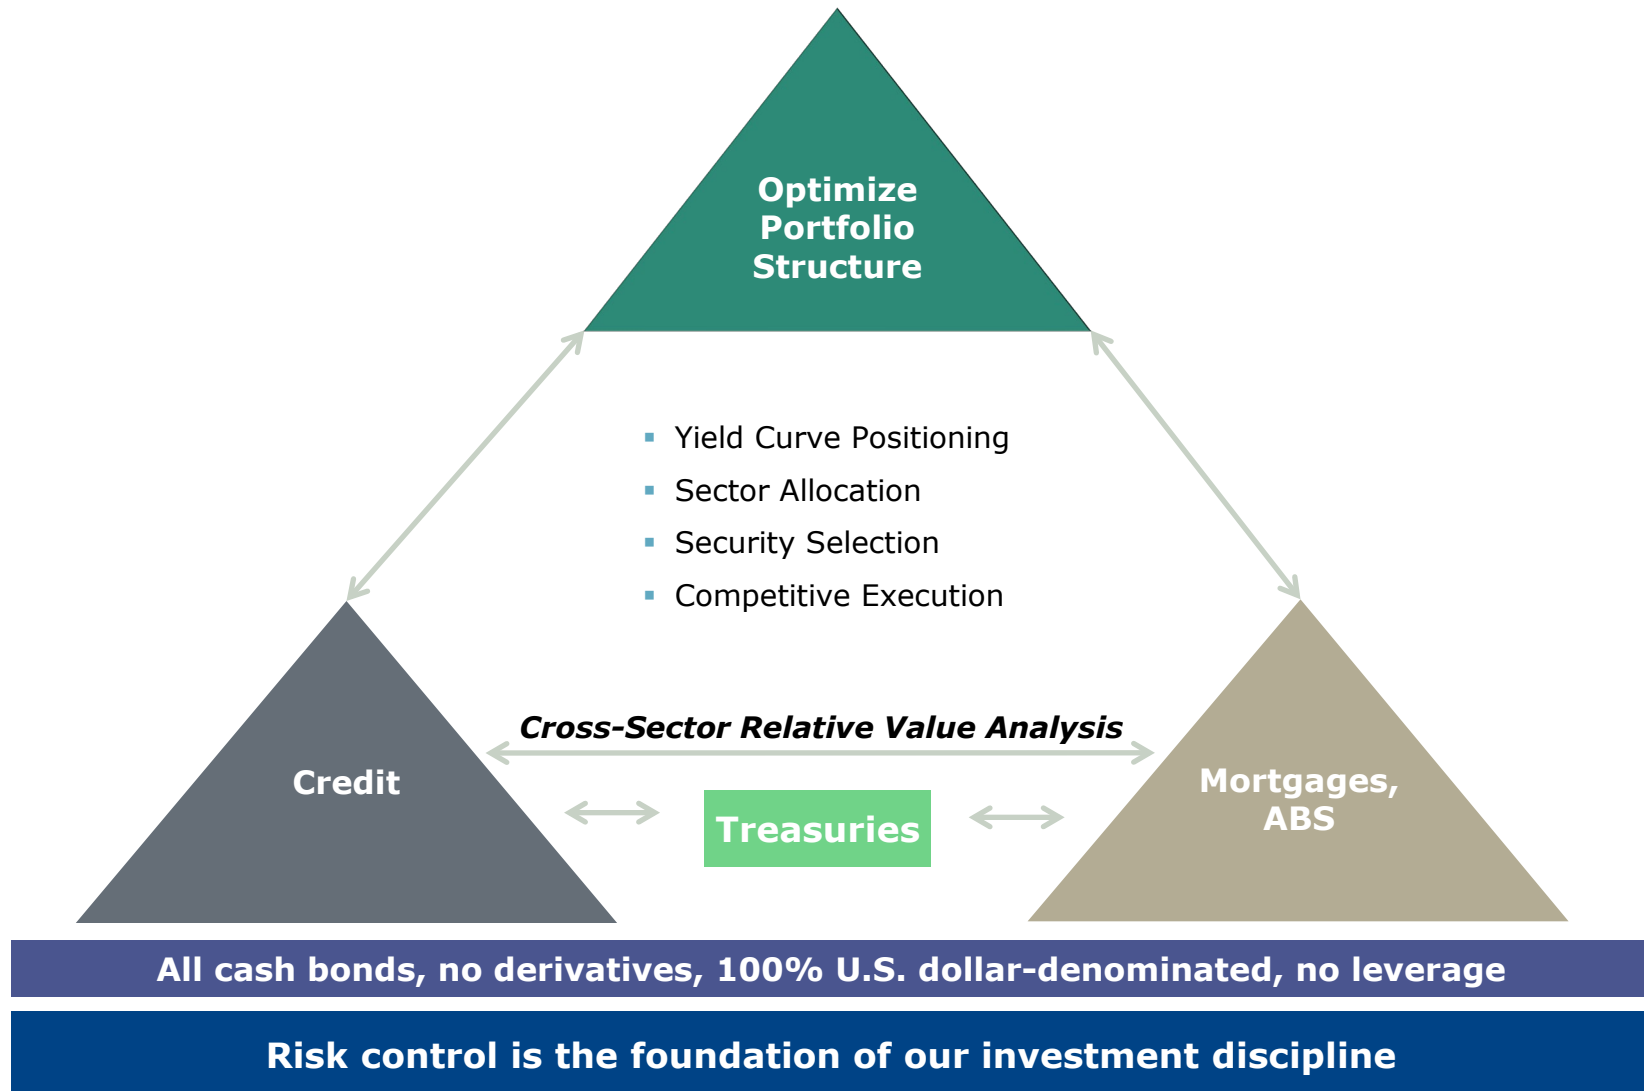 Optimize
Portfolio
Structure
▪ Yield Curve Positioning
▪ Sector Allocation
▪ Security Selection
▪ Competitive Execution
Cross-Sector Relative Value Analysis
Credit
Mortgages,
ABS
Treasuries
All cash bonds, no derivatives, 100% U.S. dollar-denominated, no leverage
Risk control is the foundation of our investment discipline